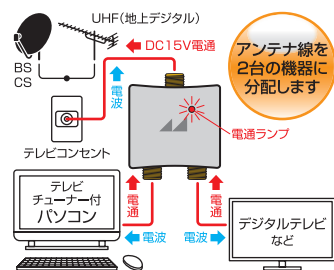 UHF(地上デジタル)
DC15V電通
BS
CS
電波
アンテナ線を
2台の機器に
分配します
テレビコンセント
電通ランプ
テレビ
チューナー付
パソコン
電通
電通
電波
電波
デジタルテレビ
など